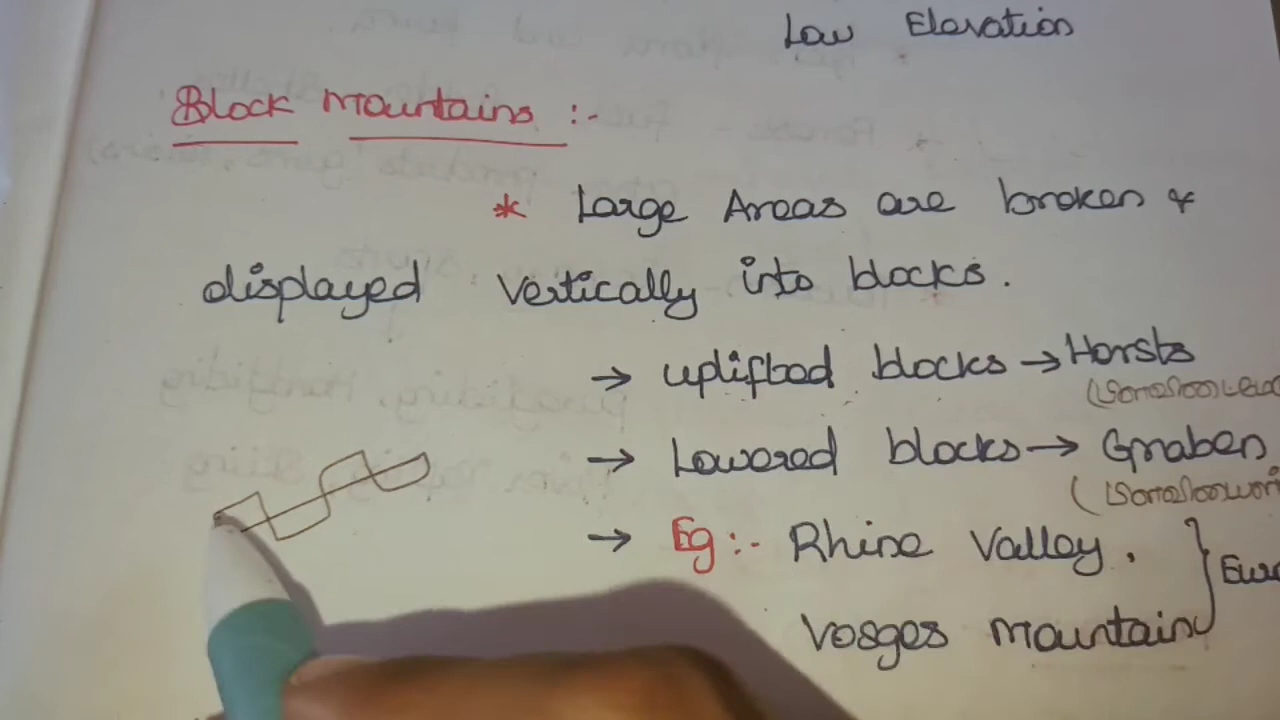 Low Elevation
Block Mountains :-
* Large Areas are broken &
displayed vertically into blocks.
→ uplifted blocks → Horsts
→ Lowered blocks → Graben
→ Eg :- Rhine Valley.
Vosges Mountain